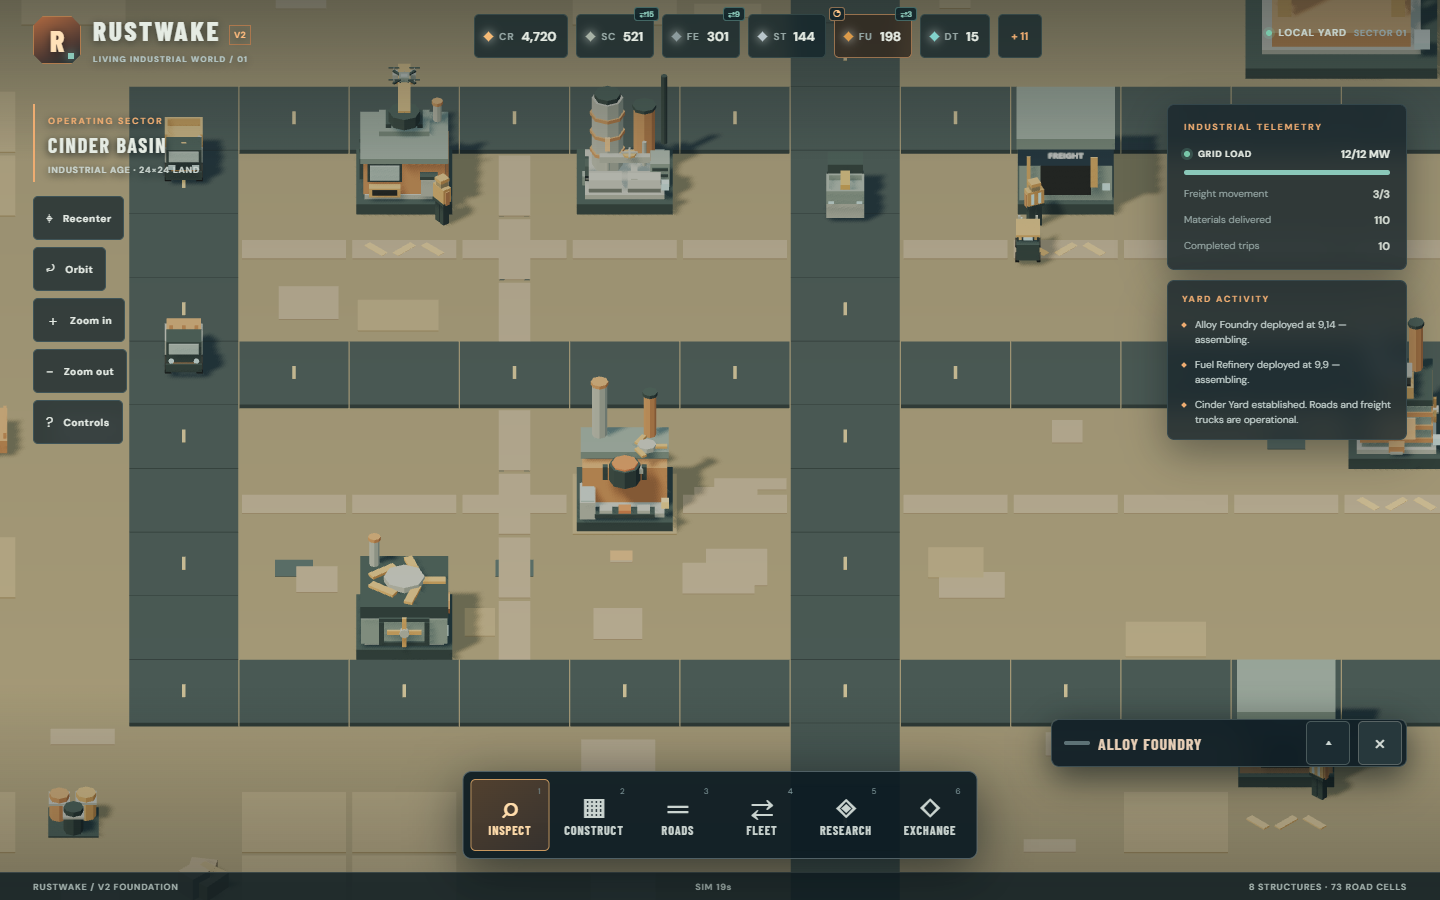 R
RUSTWAKE V2
LIVING INDUSTRIAL WORLD / 01
CR 4,720
⇄15
SC 521
⇄9
FE 301
ST 144
FU 198
⇄3
DT 15
+ 11
LOCAL YARD SECTOR 01
OPERATING SECTOR
CINDER BASIN
INDUSTRIAL AGE · 24×24 LAND
Recenter
Orbit
+ Zoom in
− Zoom out
? Controls
FREIGHT
INDUSTRIAL TELEMETRY
GRID LOAD 12/12 MW
Freight movement 3/3
Materials delivered 110
Completed trips 10
YARD ACTIVITY
Alloy Foundry deployed at 9,14 —
assembling.
Fuel Refinery deployed at 9,9 —
assembling.
Cinder Yard established. Roads and freight
trucks are operational.
ALLOY FOUNDRY
1
INSPECT
2
CONSTRUCT
3
ROADS
4
FLEET
5
RESEARCH
6
EXCHANGE
RUSTWAKE / V2 FOUNDATION
SIM 19s
8 STRUCTURES · 73 ROAD CELLS